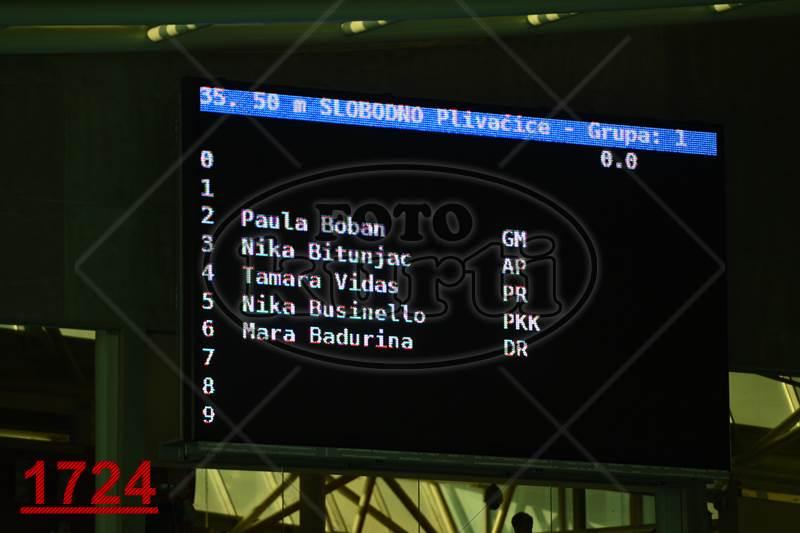 35. 50 m SLOBODNO Plivačice - Grupa: 1
0.0
0
1
2 Paula Boban GM
3 Nika Bitunjac AP
4 Tamara Vidas PR
5 Nika Businello PKK
6 Mara Badurina DR
7
8
9
FOTO
kurti
1724